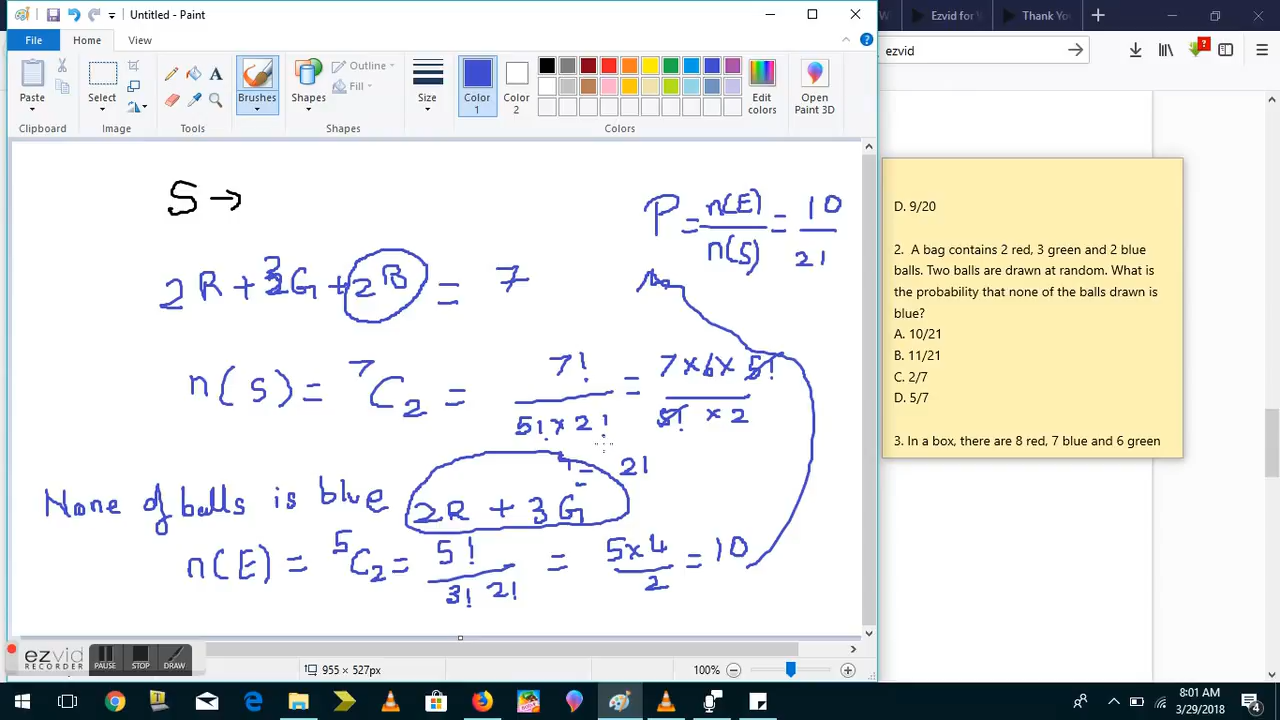 Untitled - Paint
Ezvid for
Thank You
File
Home
View
ezvid
Paste
Select
Brushes
Shapes
Outline
Fill
Size
Color 1
Color 2
Edit colors
Open Paint 3D
Clipboard
Image
Tools
Shapes
Colors
S →
P = n(E)/n(S) = 10/21
2R + 3G + 2B = 7
n(S) = ⁷C₂ = 7!/5!×2! = 7×6×5!/5!×2
= 21
None of balls is blue 2R + 3G
n(E) = ⁵C₂ = 5!/3! 2! = 5×4/2 = 10
D. 9/20
2. A bag contains 2 red, 3 green and 2 blue
balls. Two balls are drawn at random. What is
the probability that none of the balls drawn is
blue?
A. 10/21
B. 11/21
C. 2/7
D. 5/7
3. In a box, there are 8 red, 7 blue and 6 green
ezvid
RECORDER
PAUSE
STOP
DRAW
955 × 527px
100%
8:01 AM
3/29/2018